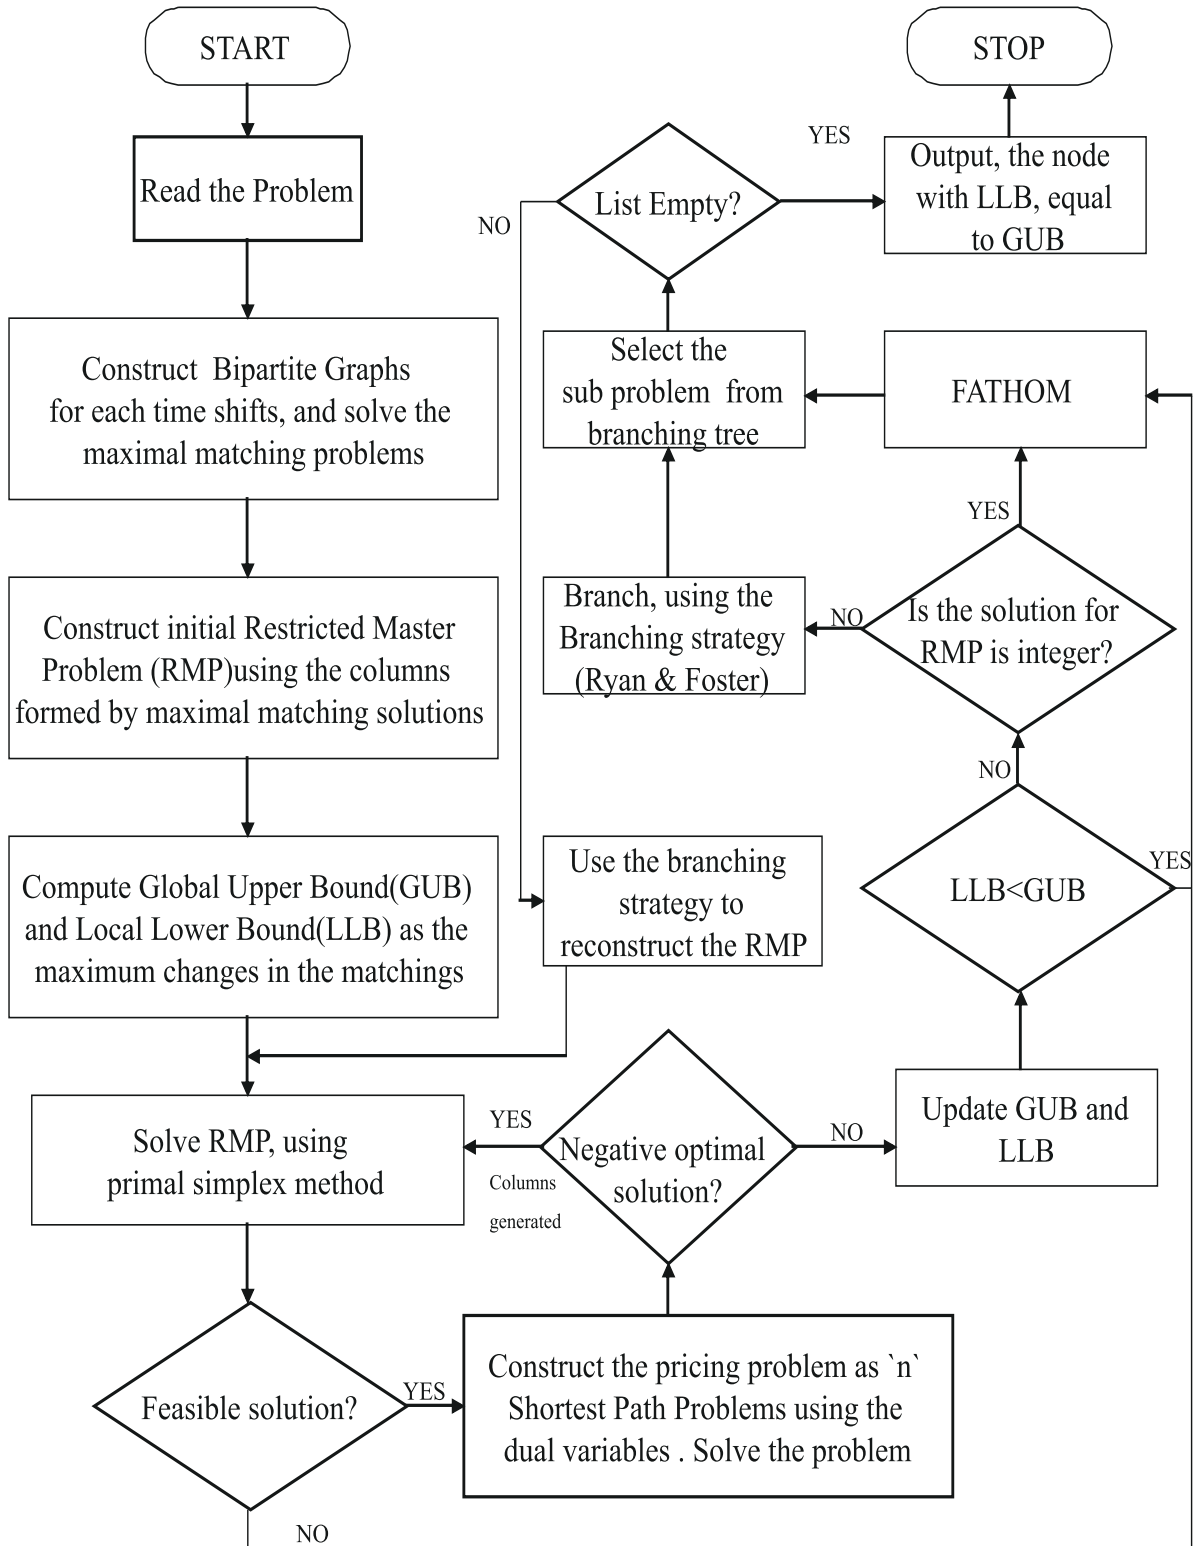 START
Read the Problem
Construct Bipartite Graphs
for each time shifts, and solve the
maximal matching problems
Construct initial Restricted Master
Problem (RMP)using the columns
formed by maximal matching solutions
Compute Global Upper Bound(GUB)
and Local Lower Bound(LLB) as the
maximum changes in the matchings
Solve RMP, using
primal simplex method
Feasible solution?
YES
NO
Construct the pricing problem as `n`
Shortest Path Problems using the
dual variables . Solve the problem
Negative optimal
solution?
YES
Columns
generated
NO
Update GUB and
LLB
LLB<GUB
YES
NO
Is the solution for
RMP is integer?
YES
NO
FATHOM
Branch, using the
Branching strategy
(Ryan & Foster)
Select the
sub problem from
branching tree
List Empty?
YES
NO
Use the branching
strategy to
reconstruct the RMP
Output, the node
with LLB, equal
to GUB
STOP